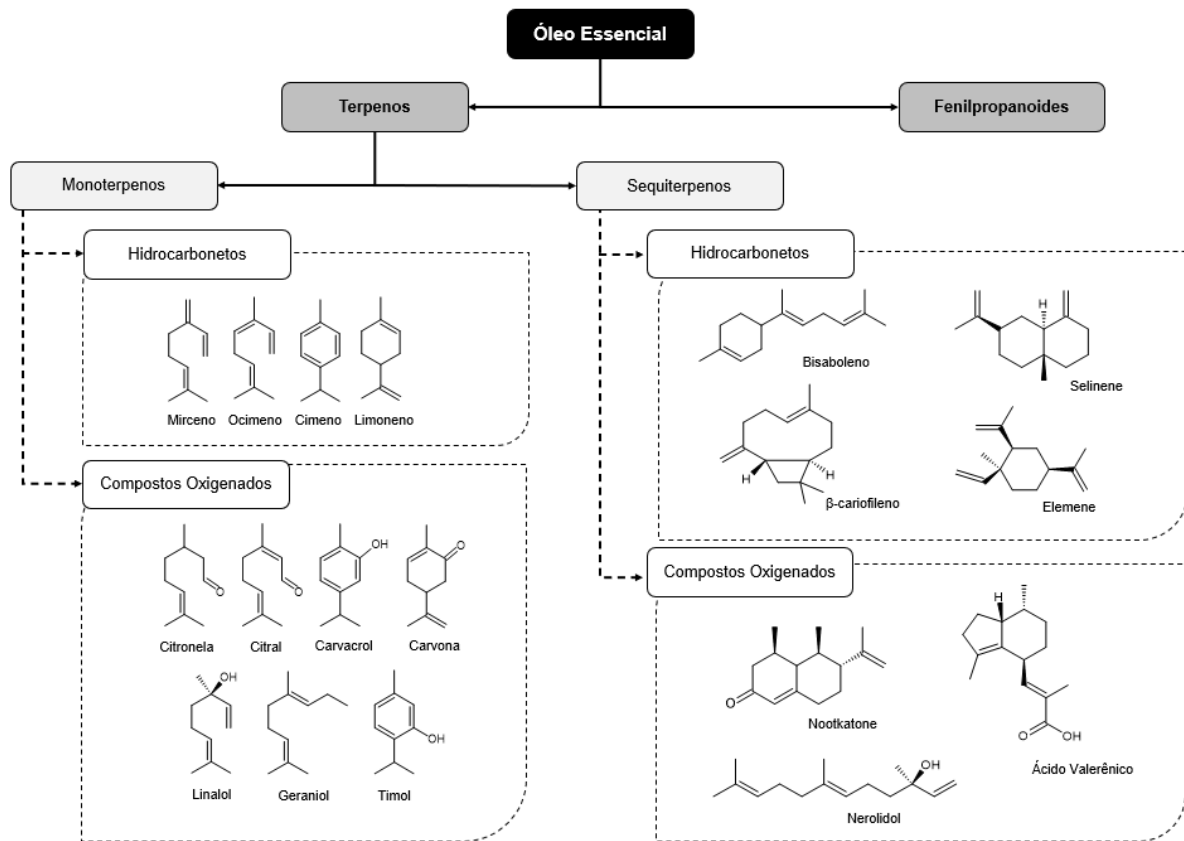 Óleo Essencial
Terpenos
Fenilpropanoides
Monoterpenos
Sequiterpenos
Hidrocarbonetos
Mirceno
Ocimeno
Cimeno
Limoneno
Compostos Oxigenados
O
O
OH
O
Citronela
Citral
Carvacrol
Carvona
OH
OH
Linalol
Geraniol
Timol
Hidrocarbonetos
Bisaboleno
H
Selinene
H
H
β-cariofileno
Elemene
Compostos Oxigenados
O
Nootkatone
H
O
OH
Ácido Valerênico
OH
Nerolidol